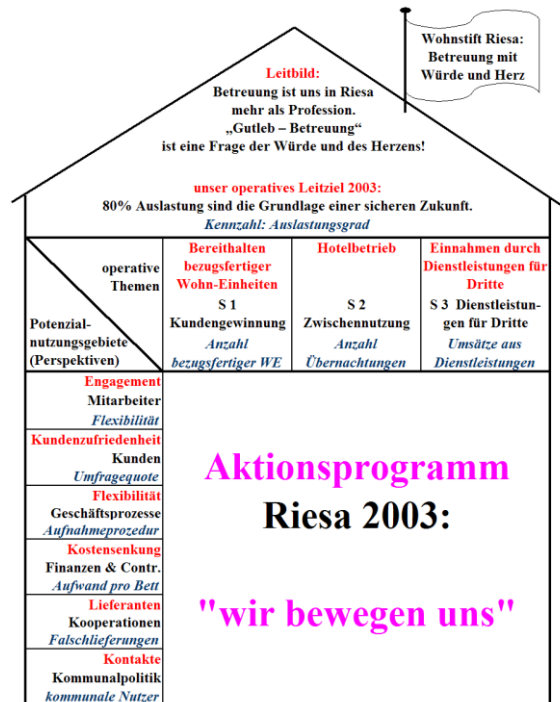 Wohnstift Riesa:
Betreuung mit
Würde und Herz
Leitbild:
Betreuung ist uns in Riesa
mehr als Profession.
„Gutleb – Betreuung“
ist eine Frage der Würde und des Herzens!
unser operatives Leitziel 2003:
80% Auslastung sind die Grundlage einer sicheren Zukunft.
Kennzahl: Auslastungsgrad
operative
Themen
Potenzial-
nutzungsgebiete
(Perspektiven)
Bereithalten
bezugsfertiger
Wohn-Einheiten
S 1
Kundengewinnung
Anzahl
bezugsfertiger WE
Hotelbetrieb
S 2
Zwischennutzung
Anzahl
Übernachtungen
Einnahmen durch
Dienstleistungen für
Dritte
S 3 Dienstleistun-
gen für Dritte
Umsätze aus
Dienstleistungen
Engagement
Mitarbeiter
Flexibilität
Kundenzufriedenheit
Kunden
Umfragequote
Flexibilität
Geschäftsprozesse
Aufnahmeprozedur
Kostensenkung
Finanzen & Contr.
Aufwand pro Bett
Lieferanten
Kooperationen
Falschlieferungen
Kontakte
Kommunalpolitik
kommunale Nutzer
Aktionsprogramm
Riesa 2003:
"wir bewegen uns"